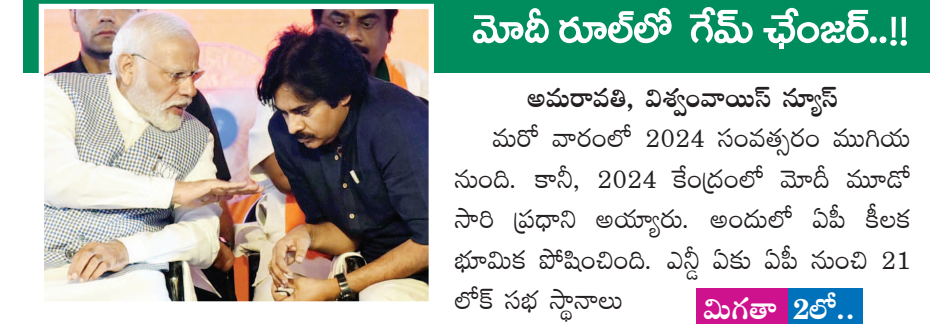 మోదీ రూల్‌లో గేమ్ ఛేంజర్..!!
అమరావతి, విశ్వంవాయిస్ న్యూస్
మరో వారంలో 2024 సంవత్సరం ముగియ
నుంది. కానీ, 2024 కేంద్రంలో మోదీ మూడో
సారి ప్రధాని అయ్యారు. అందులో ఏపీ కీలక
భూమిక పోషించింది. ఎన్డీ ఏకు ఏపీ నుంచి 21
లోక్ సభ స్థానాలు
మిగతా 2లో..